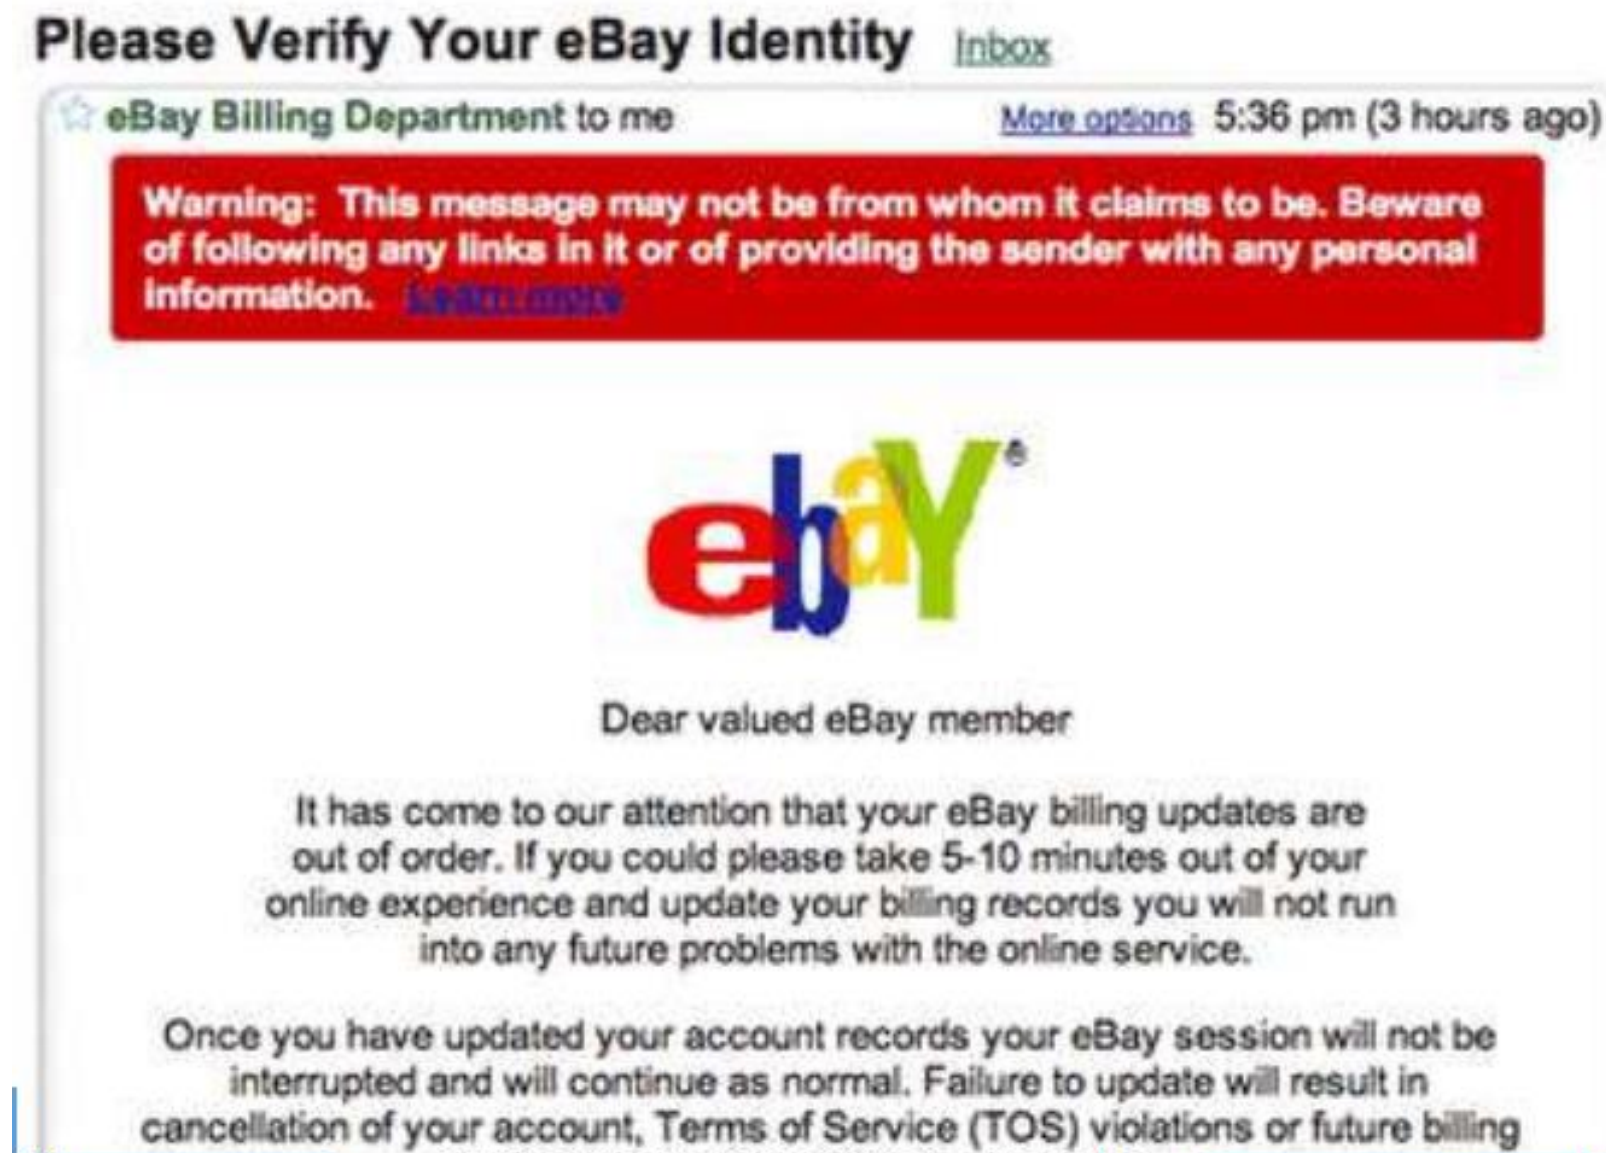 Please Verify Your eBay Identity Inbox
eBay Billing Department to me More options 5:36 pm (3 hours ago)
Warning: This message may not be from whom it claims to be. Beware
of following any links in it or of providing the sender with any personal
information. Learn more
ebaY®
Dear valued eBay member
It has come to our attention that your eBay billing updates are
out of order. If you could please take 5-10 minutes out of your
online experience and update your billing records you will not run
into any future problems with the online service.
Once you have updated your account records your eBay session will not be
interrupted and will continue as normal. Failure to update will result in
cancellation of your account, Terms of Service (TOS) violations or future billing